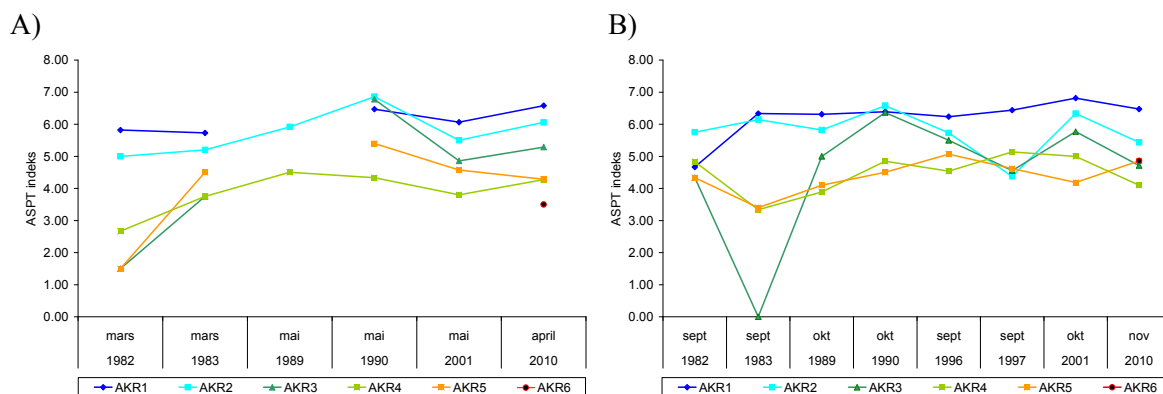 A)
8.00
7.00
6.00
5.00
4.00
3.00
2.00
1.00
0.00
ASPT indeks
mars mars mai mai mai april
1982 1983 1989 1990 2001 2010
AKR1 AKR2 AKR3 AKR4 AKR5 AKR6
B)
8.00
7.00
6.00
5.00
4.00
3.00
2.00
1.00
0.00
ASPT indeks
sept sept okt okt sept sept okt nov
1982 1983 1989 1990 1996 1997 2001 2010
AKR1 AKR2 AKR3 AKR4 AKR5 AKR6